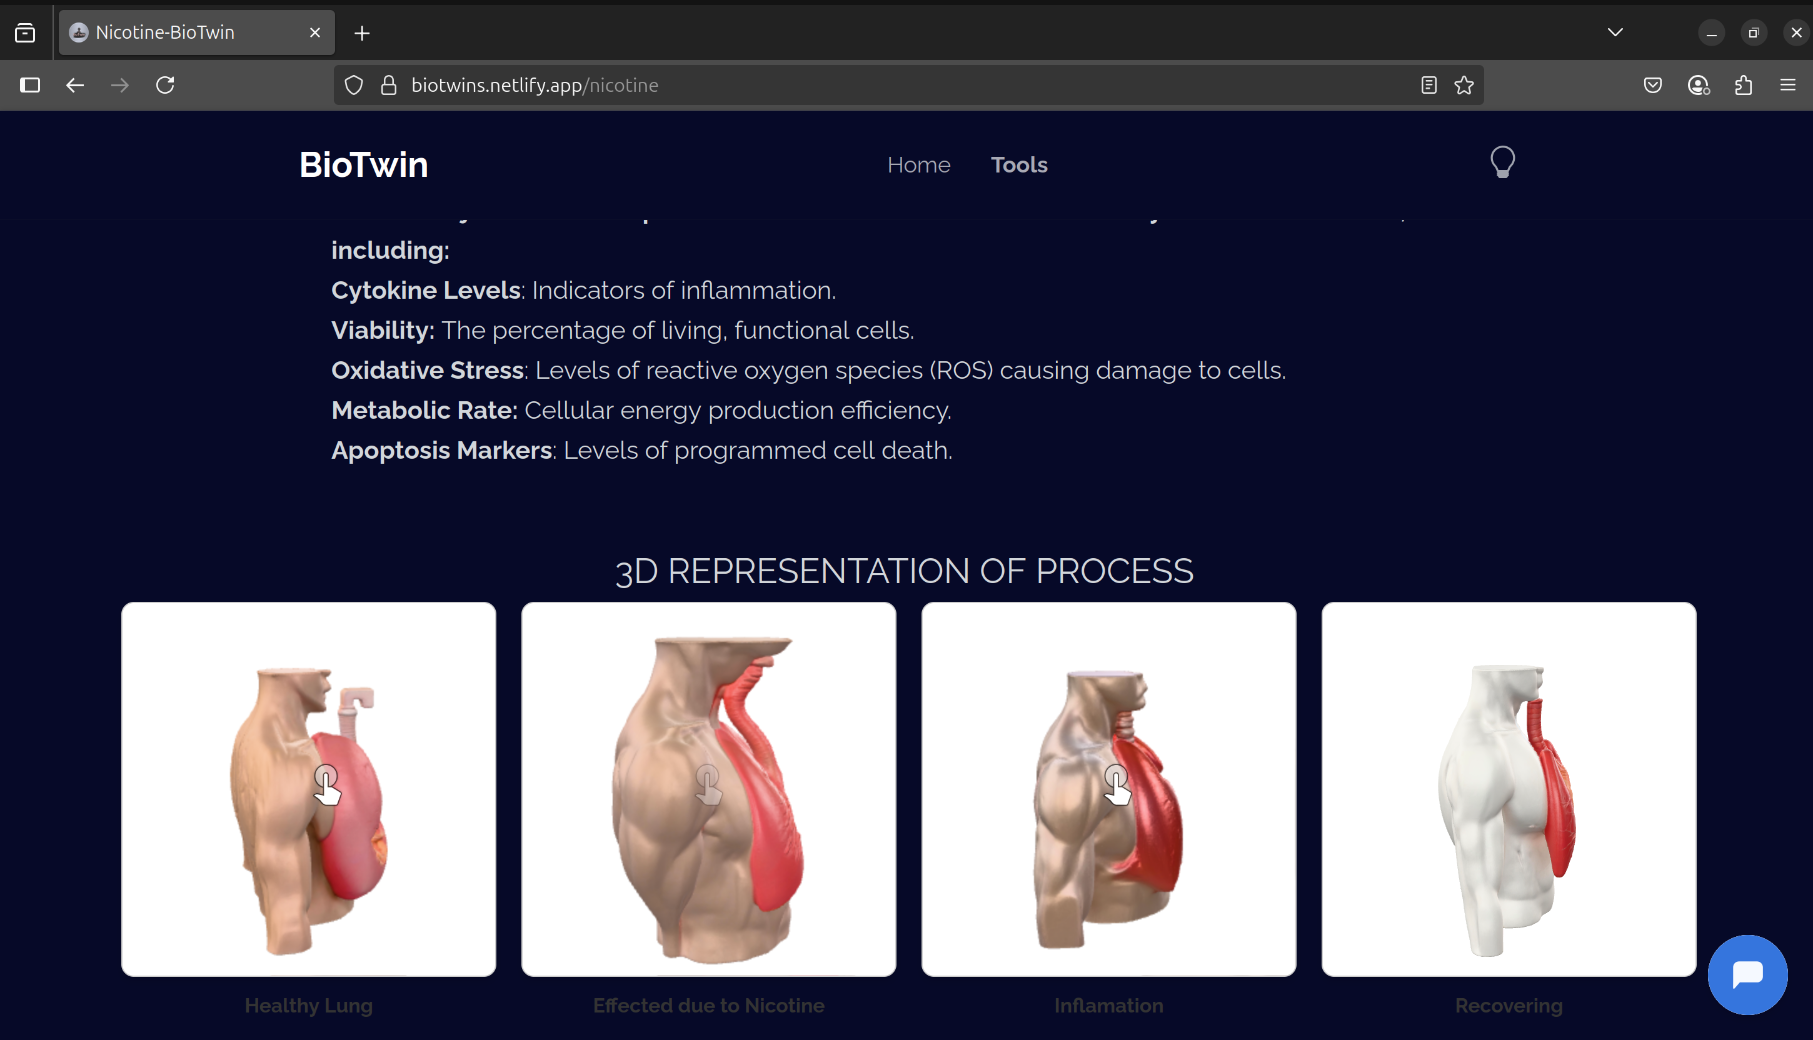 Nicotine-BioTwin
biotwins.netlify.app/nicotine
BioTwin
Home
Tools
including:
Cytokine Levels: Indicators of inflammation.
Viability: The percentage of living, functional cells.
Oxidative Stress: Levels of reactive oxygen species (ROS) causing damage to cells.
Metabolic Rate: Cellular energy production efficiency.
Apoptosis Markers: Levels of programmed cell death.
3D REPRESENTATION OF PROCESS
Healthy Lung
Effected due to Nicotine
Inflamation
Recovering